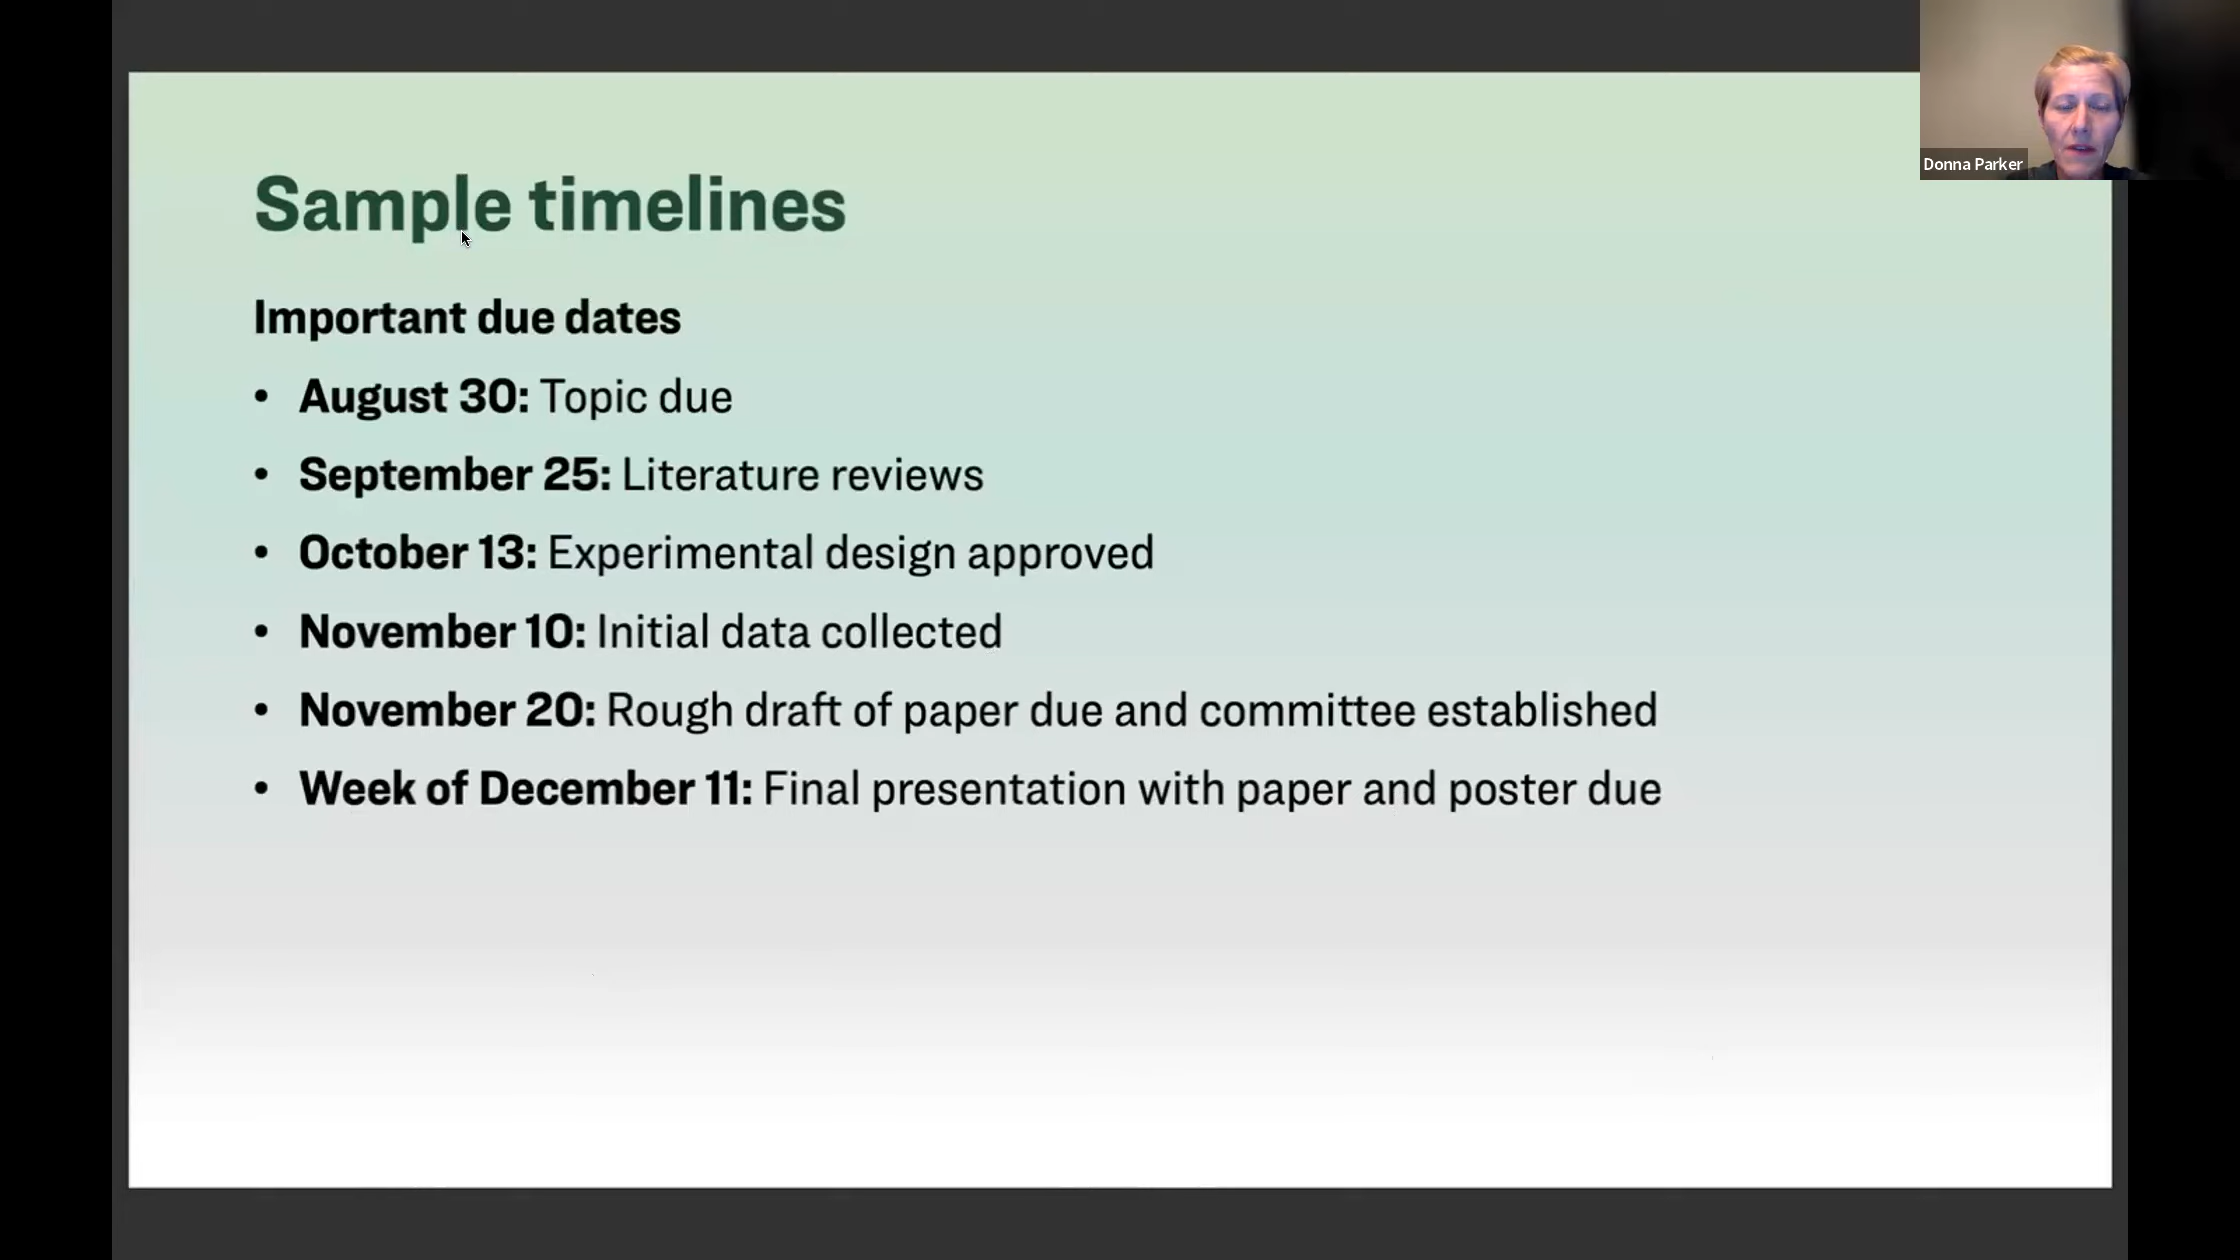 Donna Parker
Sample timelines
Important due dates
• August 30: Topic due
• September 25: Literature reviews
• October 13: Experimental design approved
• November 10: Initial data collected
• November 20: Rough draft of paper due and committee established
• Week of December 11: Final presentation with paper and poster due